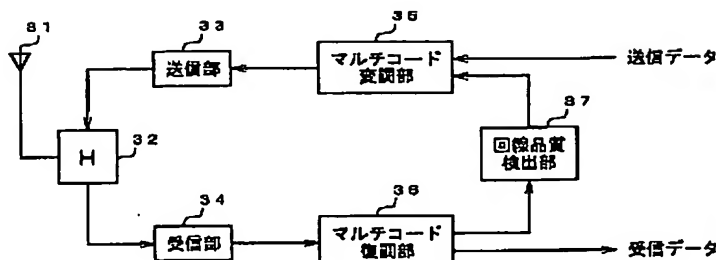 31
33
送信部
35
マルチコード
変調部
送信データ
37
回線品質
検出部
H
32
34
受信部
36
マルチコード
復調部
受信データ